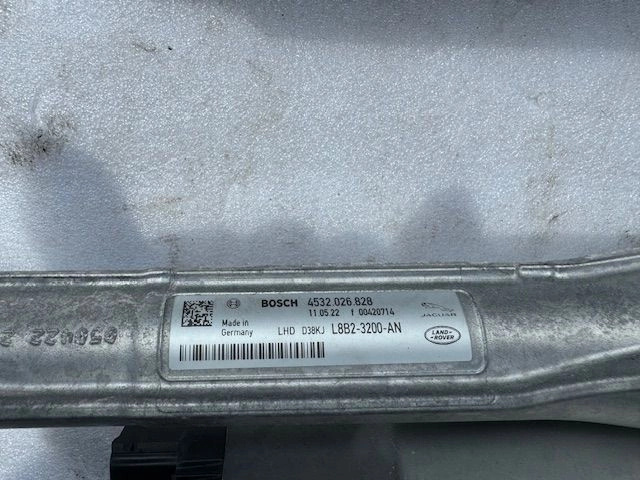 BOSCH 4532.026.828
11.05.22 f 00420714
JAGUAR
Made in
Germany
LHD D38KJ L8B2-3200-AN
LAND-
ROVER